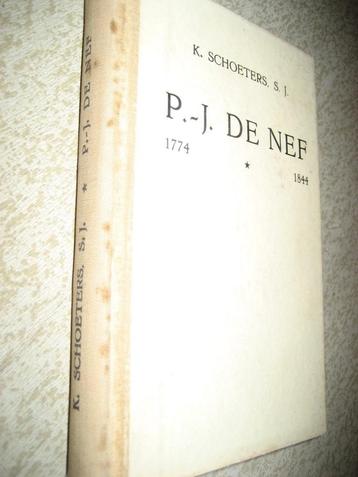 K. SCHOETERS, S. J.
P.-J. DE NEF
1774 * 1844
K. SCHOETERS, S. J. * P.-J. DE NEF